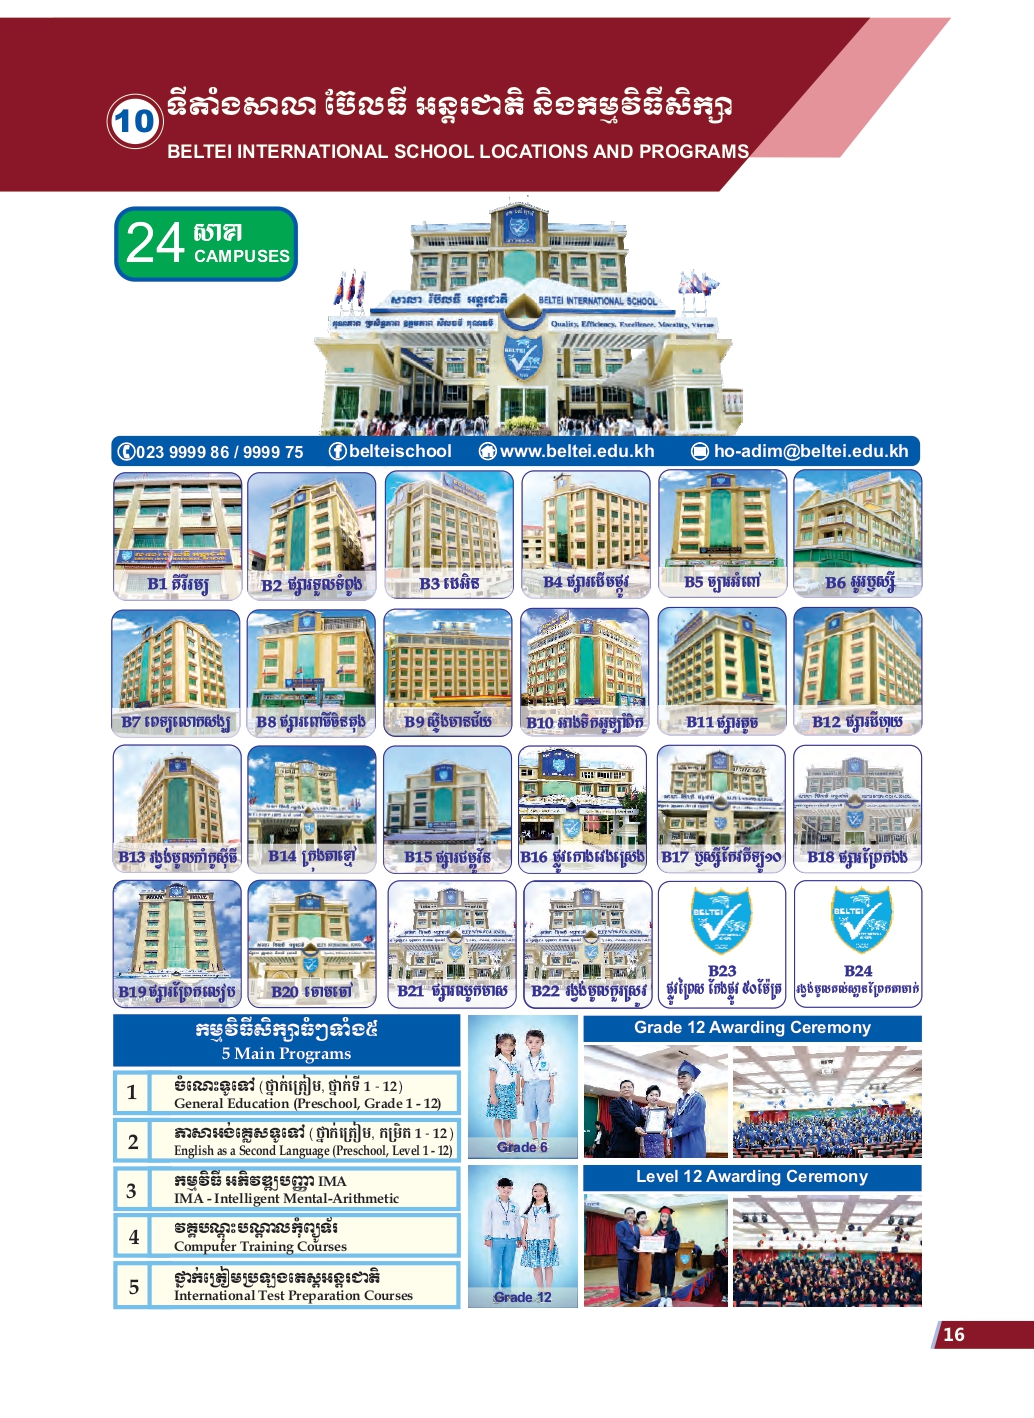 10
ទីតាំងសាលា ប៊ែលធី អន្តរជាតិ និងកម្មវិធីសិក្សា
BELTEI INTERNATIONAL SCHOOL LOCATIONS AND PROGRAMS
24 សាខា
CAMPUSES
សាលា ប៊ែលធី អន្តរជាតិ BELTEI INTERNATIONAL SCHOOL
គុណភាព ប្រសិទ្ធភាព ឧត្តមភាព សីលធម៌ គុណធម៌ Quality, Efficiency, Excellence, Morality, Virtue
BELTEI
023 9999 86 / 9999 75 belteischool www.beltei.edu.kh ho-adim@beltei.edu.kh
B1 គីរីរម្យ
B2 ផ្សារទួលទំពូង
B3 ដេអិន
B4 ផ្សារដើមថ្កូវ
B5 ច្បារអំពៅ
B6 អូរឫស្សី
B7 ពេទ្យលោកសង្ឃ
B8 ផ្សារពោធិ៍ចិនតុង
B9 ស្ទឹងមានជ័យ
B10 អាងទឹកអូឡាំពិក
B11 ផ្សារតូច
B12 ផ្សារដីហុយ
B13 រង្វង់មូលកាំកូស៊ីធី
B14 ក្រុងតាខ្មៅ
B15 ផ្សារជម្ពូវ័ន
B16 ផ្លូវកោងវេងស្រេង
B17 ឫស្សីកែវគីឡូ១០
B18 ផ្សារព្រែកឯង
B19 ផ្សារព្រែកលៀប
B20 ចោមចៅ
B21 ផ្សារឈូកមាស
B22 រង្វង់មូលកួរស្រូវ
BELTEI
B23
ផ្លូវព្រៃស កែងផ្លូវ ៥០ម៉ែត្រ
BELTEI
B24
រង្វង់មូលគល់ស្ពានព្រែកតាមាក់
កម្មវិធីសិក្សាធំៗទាំង៥
5 Main Programs
1 ចំណេះទូទៅ (ថ្នាក់ត្រៀម, ថ្នាក់ទី 1 - 12)
General Education (Preschool, Grade 1 - 12)
2 ភាសាអង់គ្លេសទូទៅ (ថ្នាក់ត្រៀម, កម្រិត 1 - 12)
English as a Second Language (Preschool, Level 1 - 12)
3 កម្មវិធី អភិវឌ្ឍបញ្ញា IMA
IMA - Intelligent Mental-Arithmetic
4 វគ្គបណ្តុះបណ្តាលកុំព្យូទ័រ
Computer Training Courses
5 ថ្នាក់ត្រៀមប្រឡងតេស្តអន្តរជាតិ
International Test Preparation Courses
Grade 6
Grade 12
Grade 12 Awarding Ceremony
Level 12 Awarding Ceremony
16